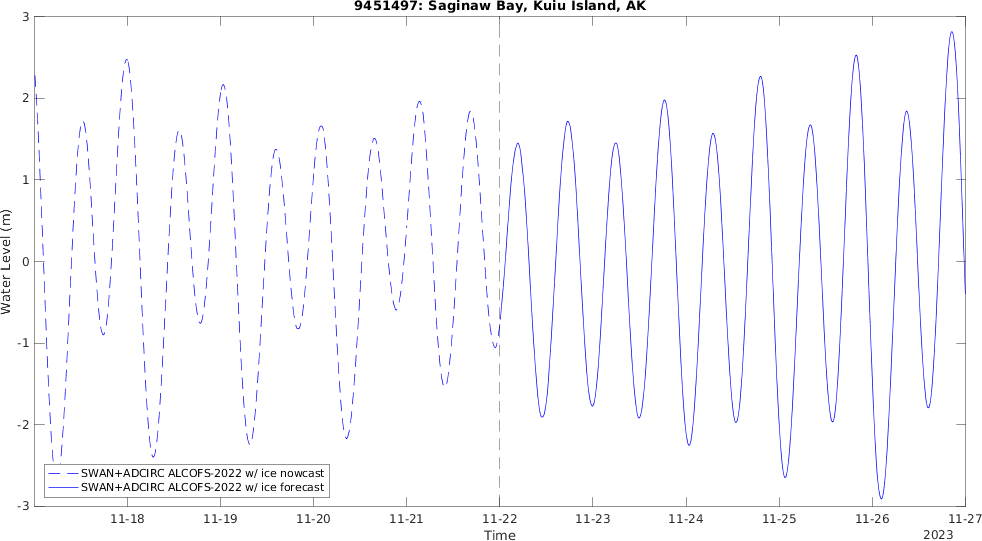 9451497: Saginaw Bay, Kuiu Island, AK
Water Level (m)
3
2
1
0
-1
-2
-3
SWAN+ADCIRC ALCOFS-2022 w/ ice nowcast
SWAN+ADCIRC ALCOFS-2022 w/ ice forecast
11-18 11-19 11-20 11-21 11-22 11-23 11-24 11-25 11-26 11-27
Time
2023